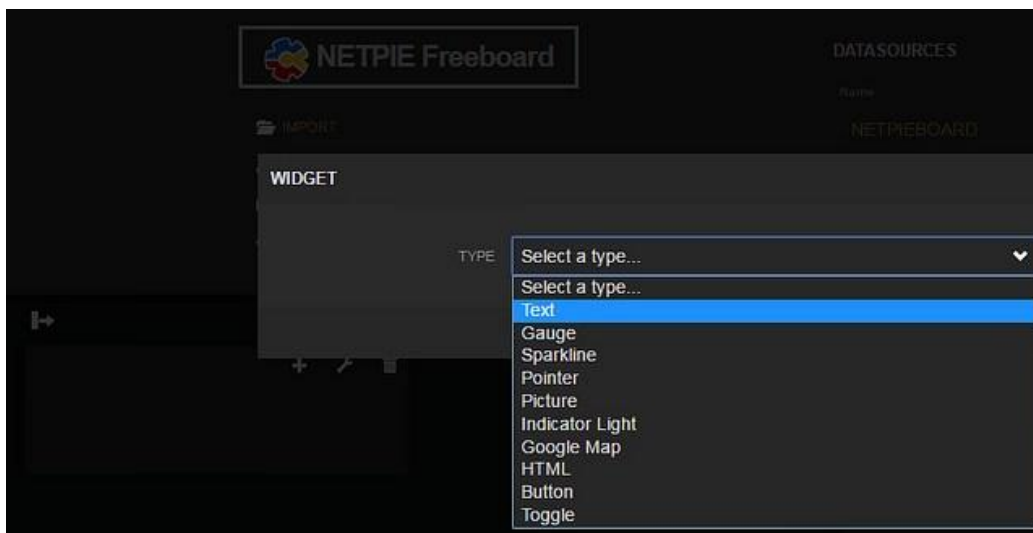 NETPIE Freeboard
DATASOURCES
Name
IMPORT
NETPIEBOARD
WIDGET
TYPE
Select a type...
Select a type...
Text
Gauge
Sparkline
Pointer
Picture
Indicator Light
Google Map
HTML
Button
Toggle